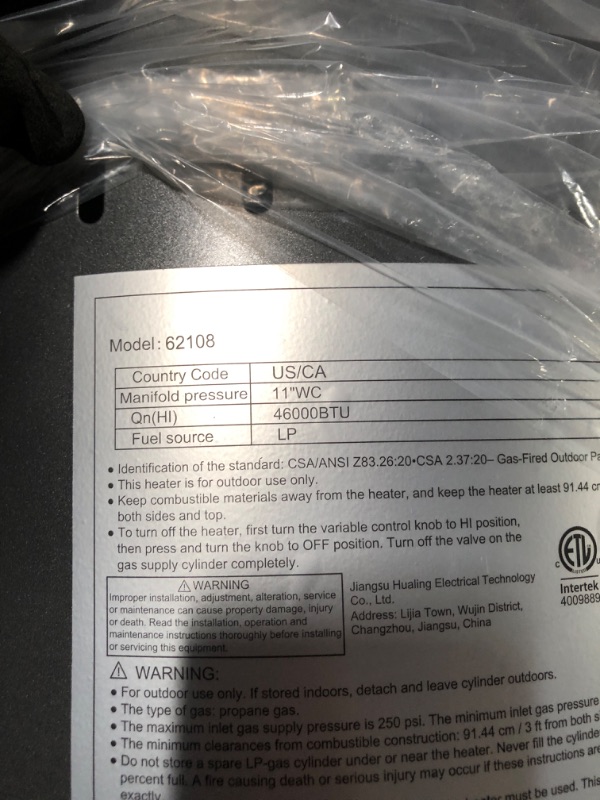 Model: 62108
Country Code US/CA
Manifold pressure 11"WC
Qn(HI) 46000BTU
Fuel source LP
• Identification of the standard: CSA/ANSI Z83.26:20•CSA 2.37:20– Gas-Fired Outdoor
• This heater is for outdoor use only.
• Keep combustible materials away from the heater, and keep the heater at least 91.44
both sides and top.
• To turn off the heater, first turn the variable control knob to HI position,
then press and turn the knob to OFF position. Turn off the valve on the
gas supply cylinder completely.
⚠ WARNING
Improper installation, adjustment, alteration, service
or maintenance can cause property damage, injury
or death. Read the installation, operation and
maintenance instructions thoroughly before installing
or servicing this equipment.
Jiangsu Hualing Electrical Technology
Co., Ltd.
Address: Lijia Town, Wujin District,
Changzhou, Jiangsu, China
C ETL
Intertek
4009889
⚠ WARNING:
• For outdoor use only. If stored indoors, detach and leave cylinder outdoors.
• The type of gas: propane gas.
• The maximum inlet gas supply pressure is 250 psi. The minimum inlet gas pressure
• The minimum clearances from combustible construction: 91.44 cm / 3 ft from both
• Do not store a spare LP-gas cylinder under or near the heater. Never fill the
percent full. A fire causing death or serious injury may occur if these instructions are
exactly.
must be used. This